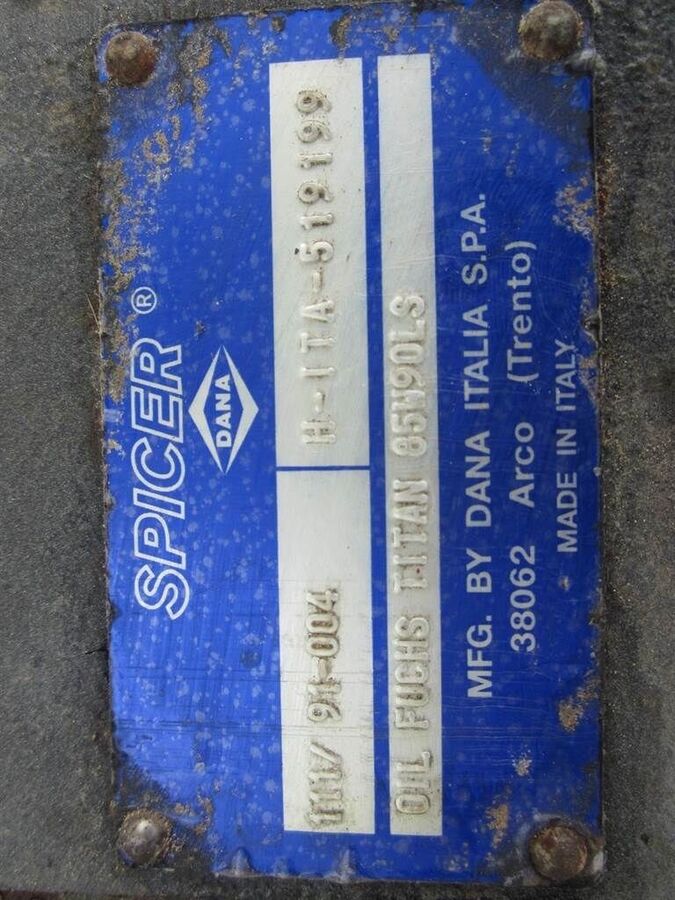 SPICER ®
DANA
111/ 91-004 H-ITA-519199
OIL FUCHS TITAN 85W90LS
MFG. BY DANA ITALIA S.P.A.
38062 Arco (Trento)
MADE IN ITALY